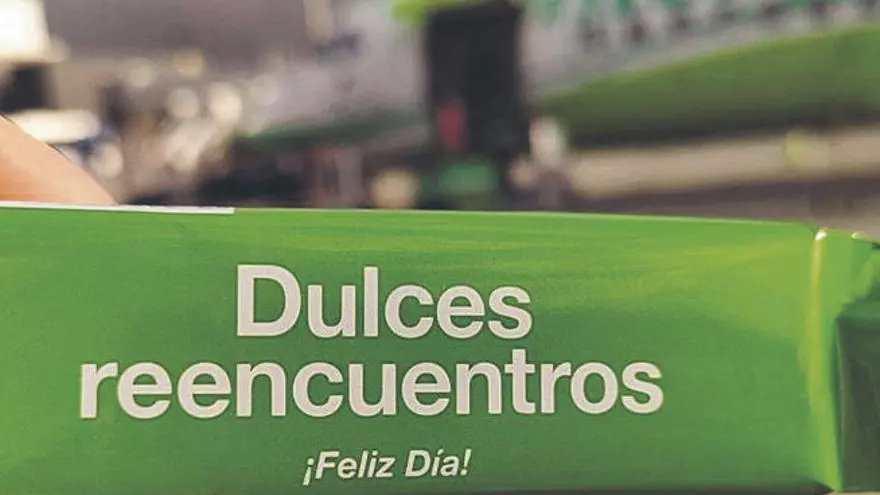 Dulces
reencuentros
¡Feliz Día!